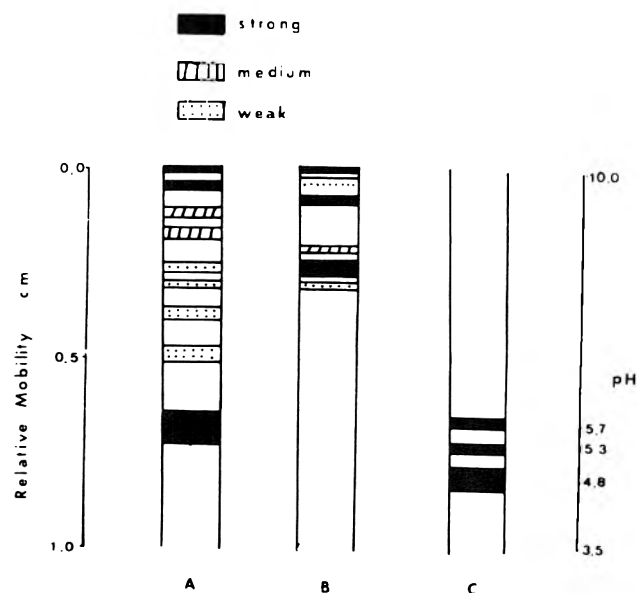 strong
medium
weak
0.0
10.0
0.5
Relative Mobility cm
pH
5.7
5.3
4.8
1.0
3.5
A B C